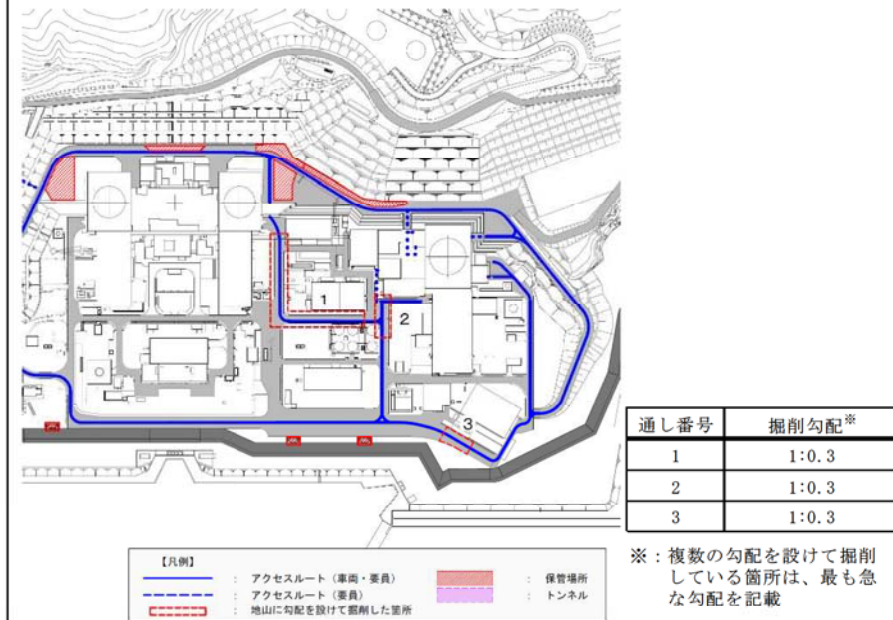 1
2
3
通し番号 掘削勾配※
1 1:0.3
2 1:0.3
3 1:0.3
※:複数の勾配を設けて掘削
している箇所は、最も急
な勾配を記載
【凡例】
: アクセスルート（車両・要員） : 保管場所
: アクセスルート（要員） : トンネル
: 地山に勾配を設けて掘削した箇所